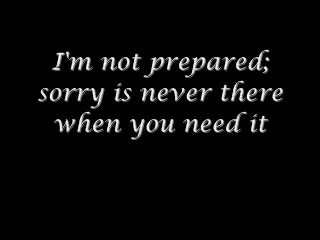 I'm not prepared;
sorry is never there
when you need it